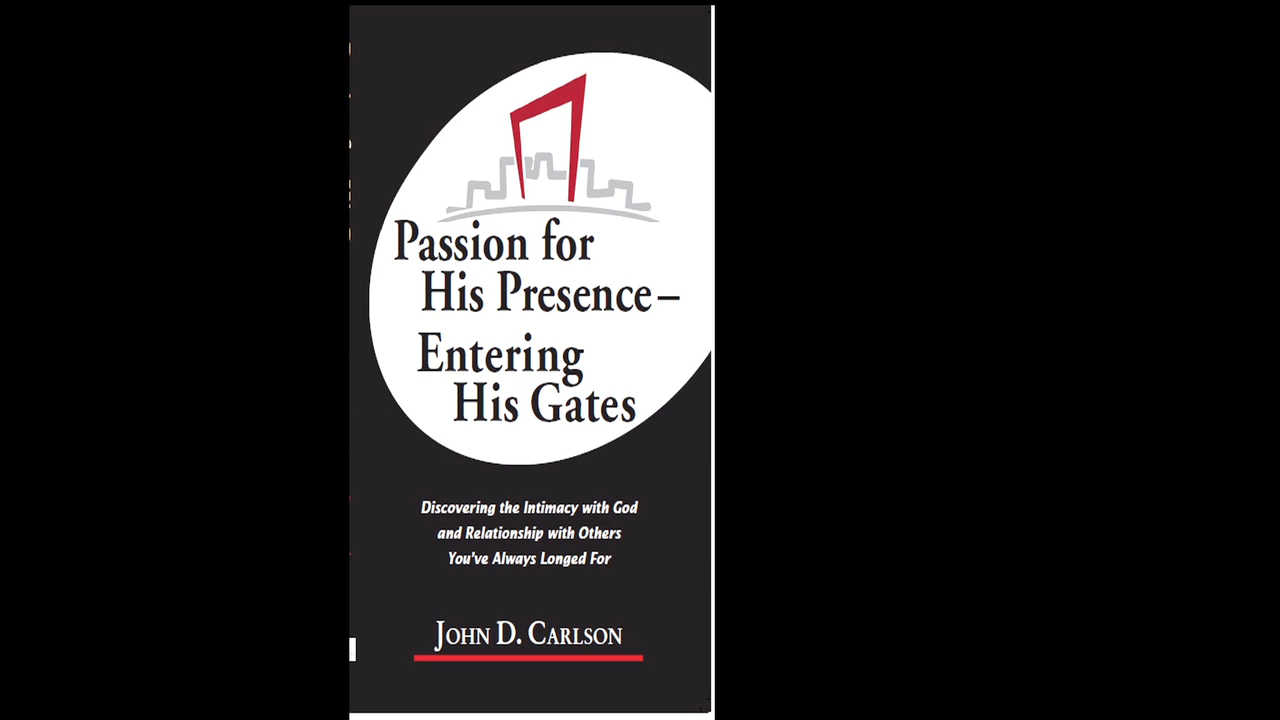 Passion for
His Presence–
Entering
His Gates
Discovering the Intimacy with God
and Relationship with Others
You've Always Longed For
John D. Carlson